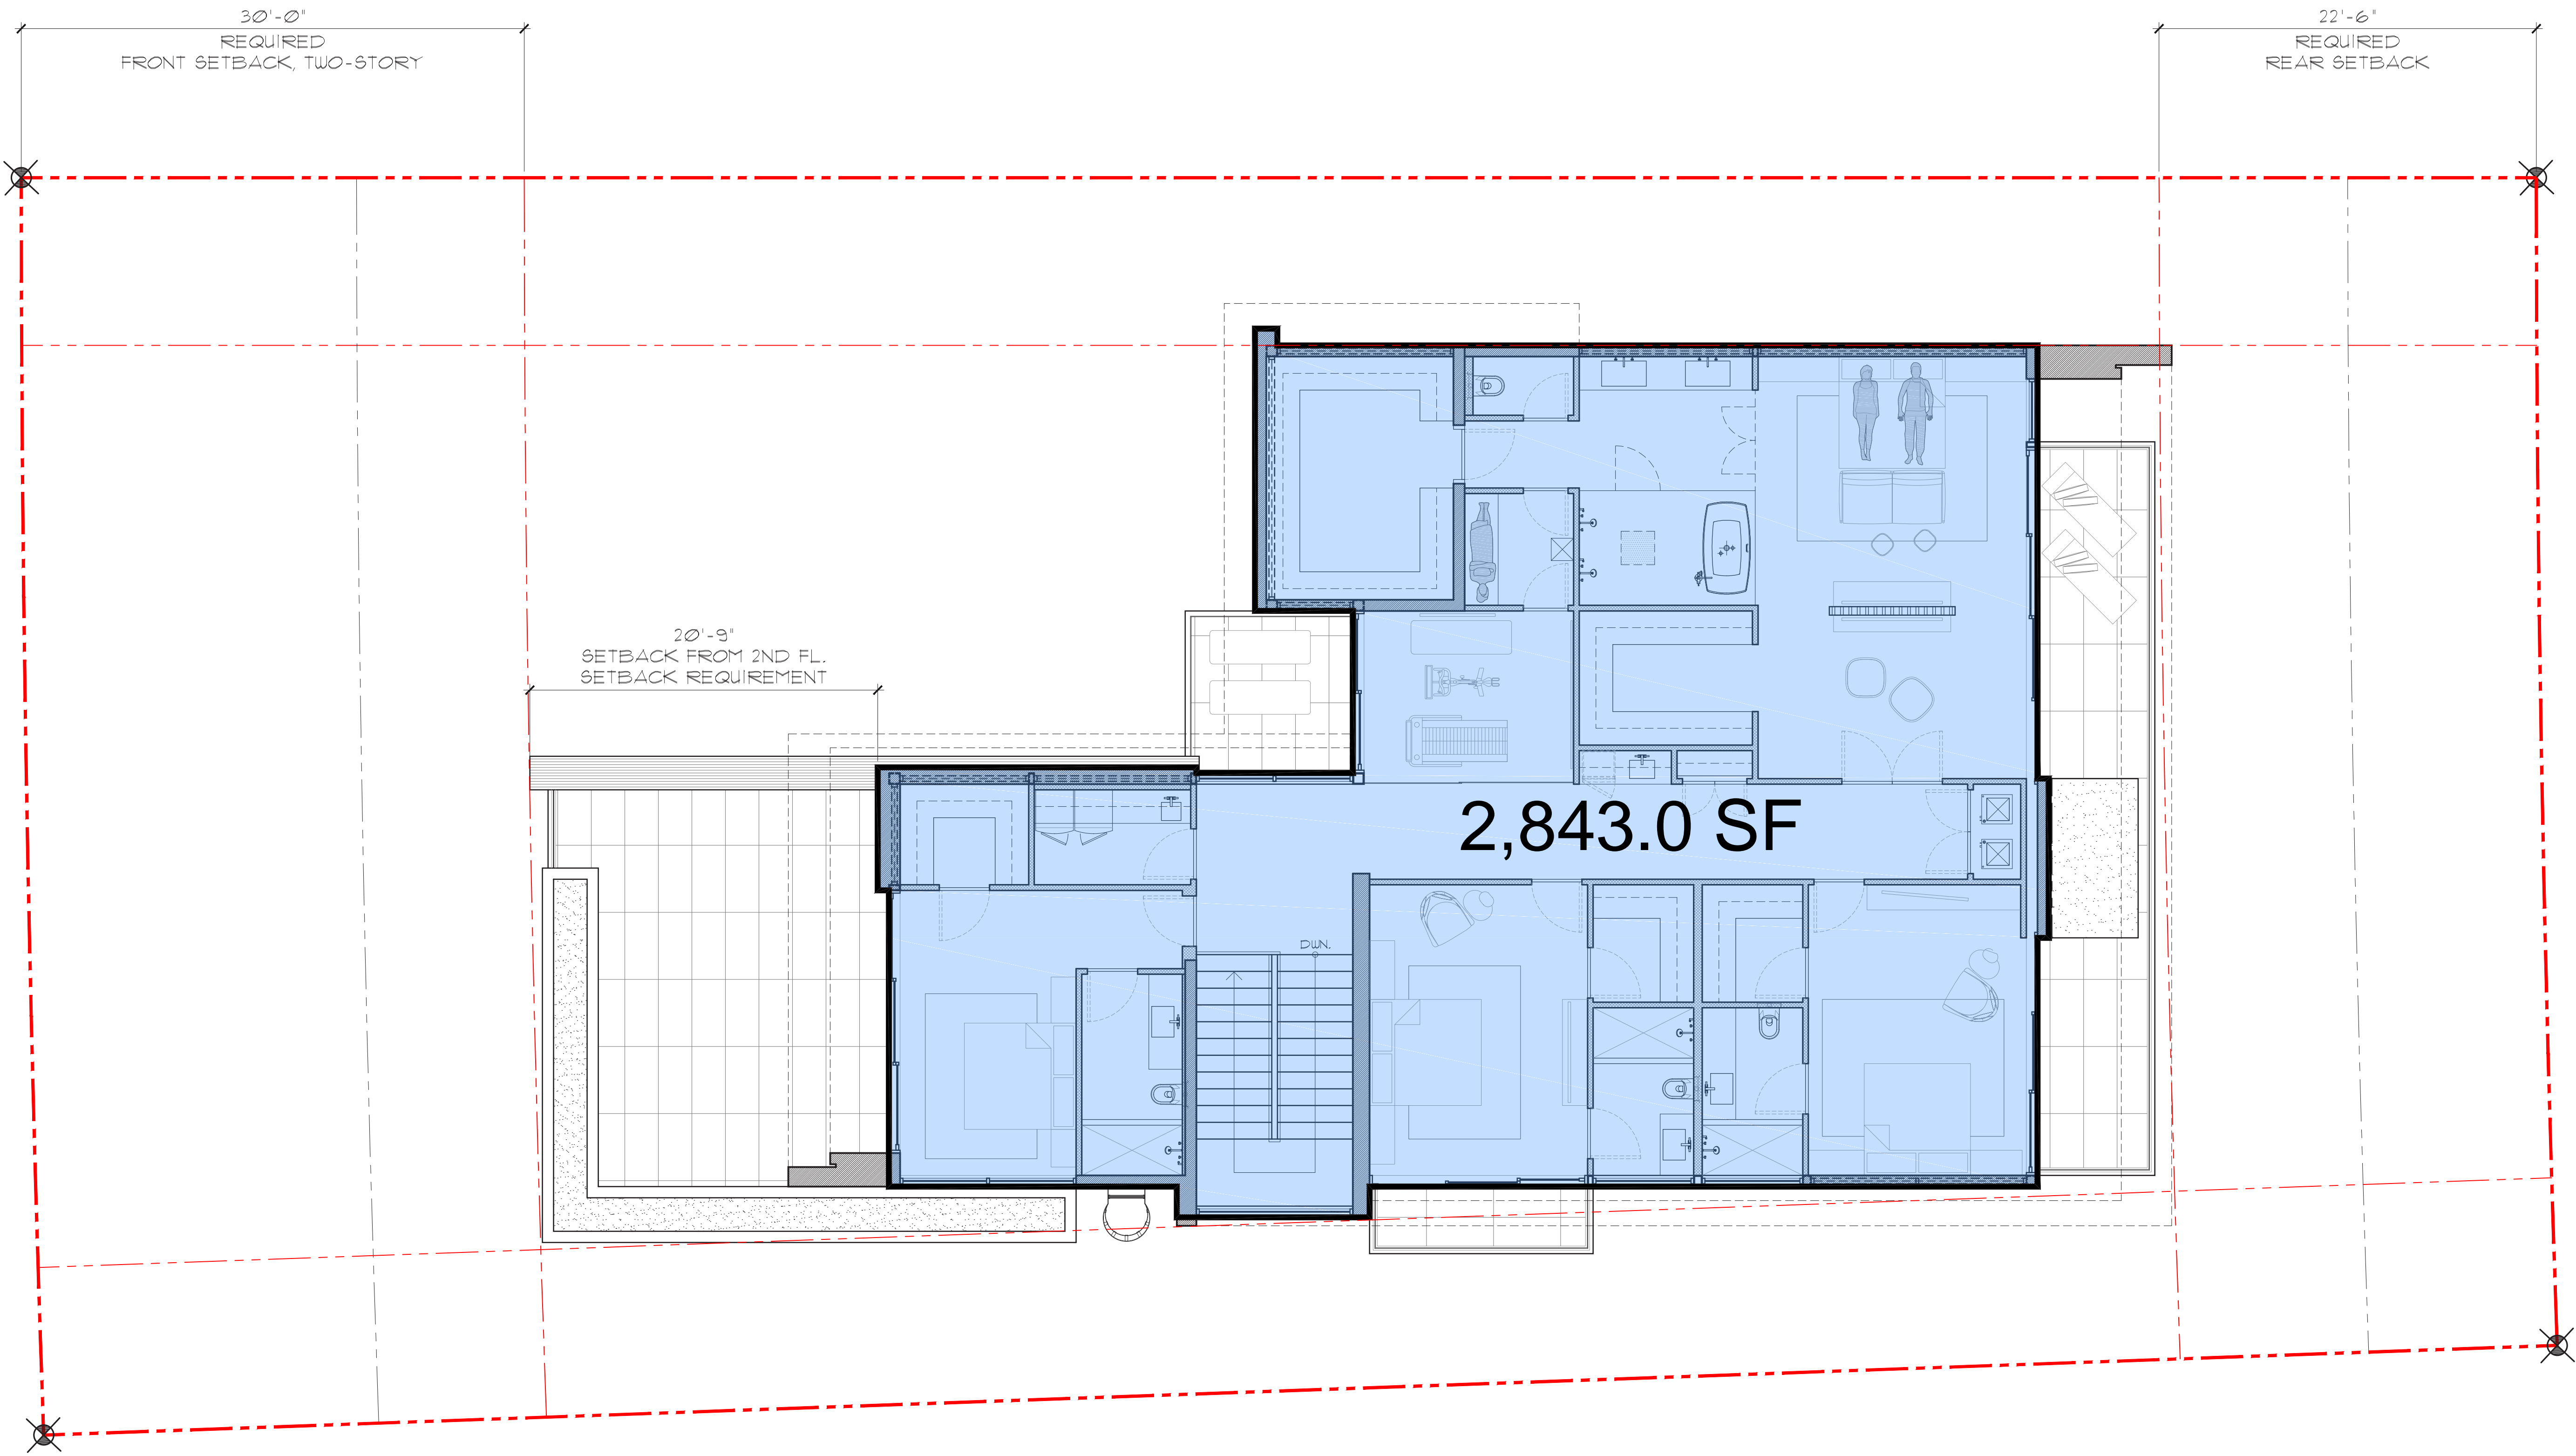 30'-0"
REQUIRED
FRONT SETBACK, TWO-STORY
22'-6"
REQUIRED
REAR SETBACK
20'-9"
SETBACK FROM 2ND FL.
SETBACK REQUIREMENT
2,843.0 SF
DWN.